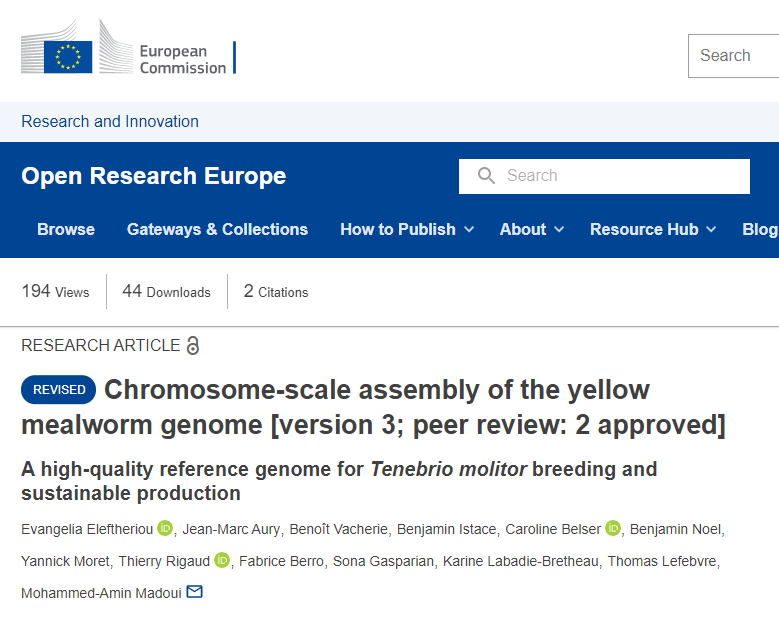 European
Commission
Search
Research and Innovation
Open Research Europe
Search
Browse Gateways & Collections How to Publish About Resource Hub Blog
194 Views 44 Downloads 2 Citations
RESEARCH ARTICLE
REVISED Chromosome-scale assembly of the yellow
mealworm genome [version 3; peer review: 2 approved]
A high-quality reference genome for Tenebrio molitor breeding and
sustainable production
Evangelia Eleftheriou iD, Jean-Marc Aury, Benoît Vacherie, Benjamin Istace, Caroline Belser iD, Benjamin Noel,
Yannick Moret, Thierry Rigaud iD, Fabrice Berro, Sona Gasparian, Karine Labadie-Bretheau, Thomas Lefebvre,
Mohammed-Amin Madoui